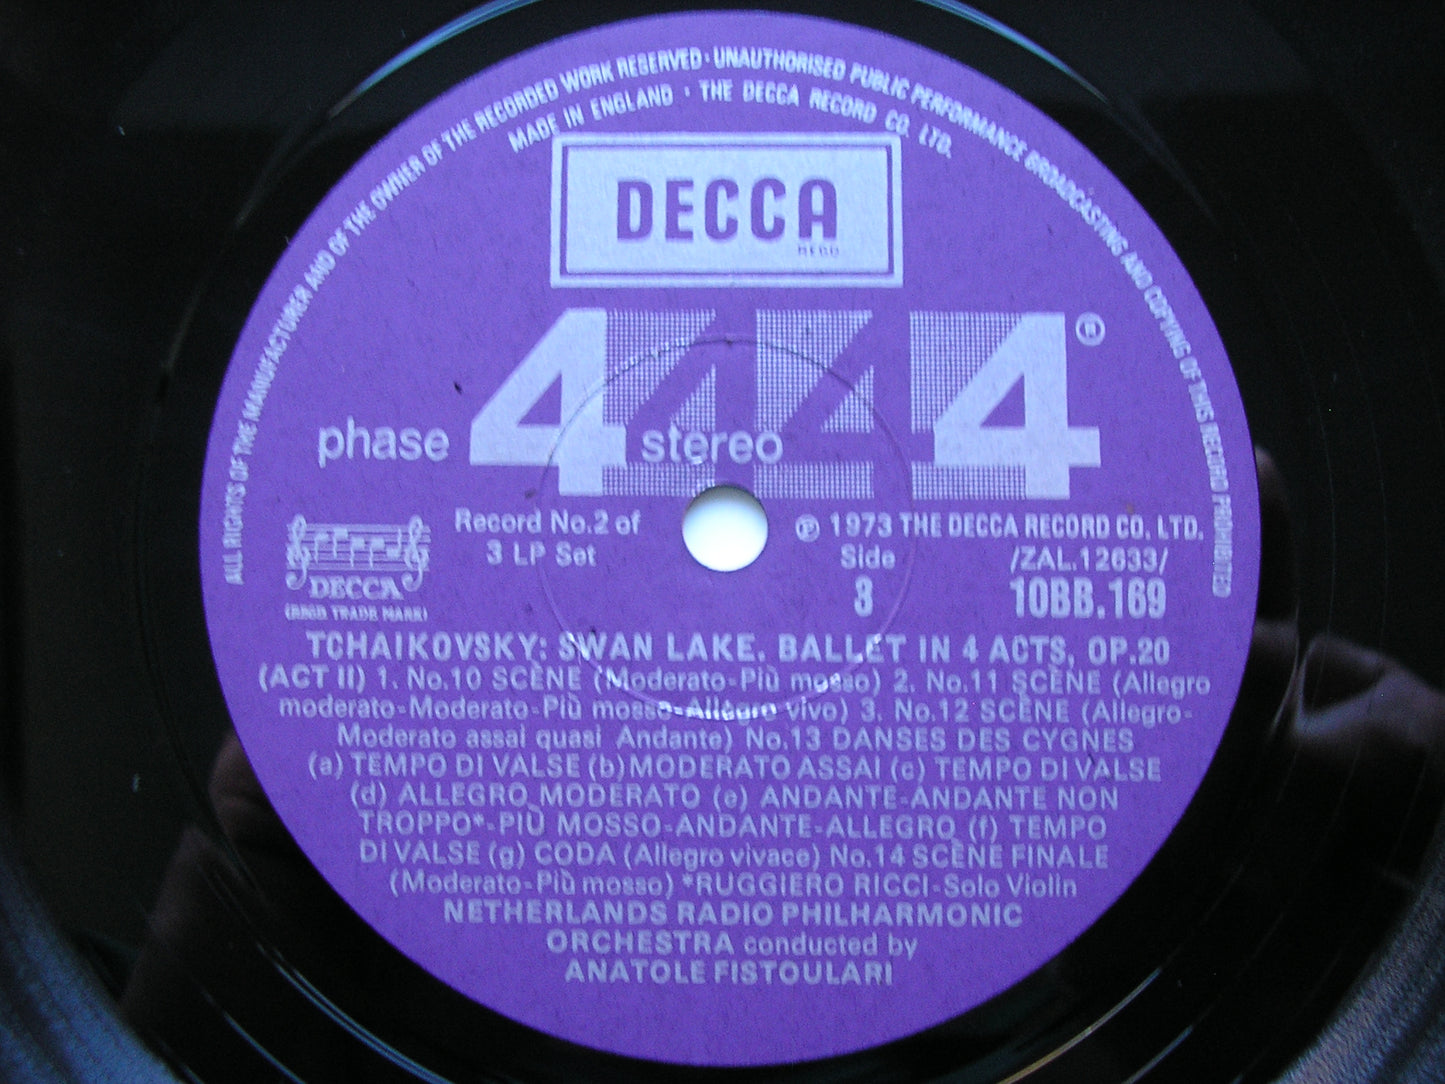 ALL RIGHTS OF THE MANUFACTURER AND OF THE OWNER OF THE RECORDED WORK RESERVED · UNAUTHORISED PUBLIC PERFORMANCE BROADCASTING AND COPYING OF THIS RECORD PROHIBITED
MADE IN ENGLAND · THE DECCA RECORD CO. LTD.
DECCA
REGD
phase 4 stereo 4 4 4 ®
Record No.2 of
3 LP Set
℗ 1973 THE DECCA RECORD CO. LTD.
Side
3
/ZAL.12633/
10BB.169
DECCA
(REGD TRADE MARK)
TCHAIKOVSKY: SWAN LAKE. BALLET IN 4 ACTS, OP.20
(ACT II) 1. No.10 SCÈNE (Moderato-Più mosso) 2. No.11 SCÈNE (Allegro
moderato-Moderato-Più mosso-Allegro vivo) 3. No.12 SCÈNE (Allegro-
Moderato assai quasi Andante) No.13 DANSES DES CYGNES
(a) TEMPO DI VALSE (b) MODERATO ASSAI (c) TEMPO DI VALSE
(d) ALLEGRO MODERATO (e) ANDANTE-ANDANTE NON
TROPPO*-PIÙ MOSSO-ANDANTE-ALLEGRO (f) TEMPO
DI VALSE (g) CODA (Allegro vivace) No.14 SCÈNE FINALE
(Moderato-Più mosso) *RUGGIERO RICCI-Solo Violin
NETHERLANDS RADIO PHILHARMONIC
ORCHESTRA conducted by
ANATOLE FISTOULARI